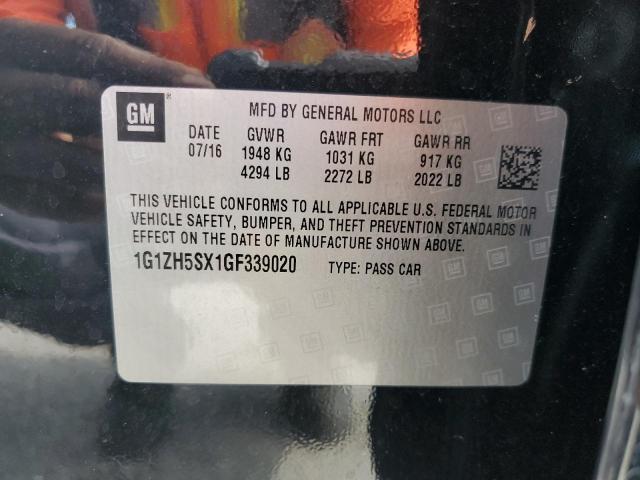 GM ®
MFD BY GENERAL MOTORS LLC
DATE GVWR GAWR FRT GAWR RR
07/16 1948 KG 1031 KG 917 KG
4294 LB 2272 LB 2022 LB
THIS VEHICLE CONFORMS TO ALL APPLICABLE U.S. FEDERAL MOTOR
VEHICLE SAFETY, BUMPER, AND THEFT PREVENTION STANDARDS IN
EFFECT ON THE DATE OF MANUFACTURE SHOWN ABOVE.
1G1ZH5SX1GF339020 TYPE: PASS CAR